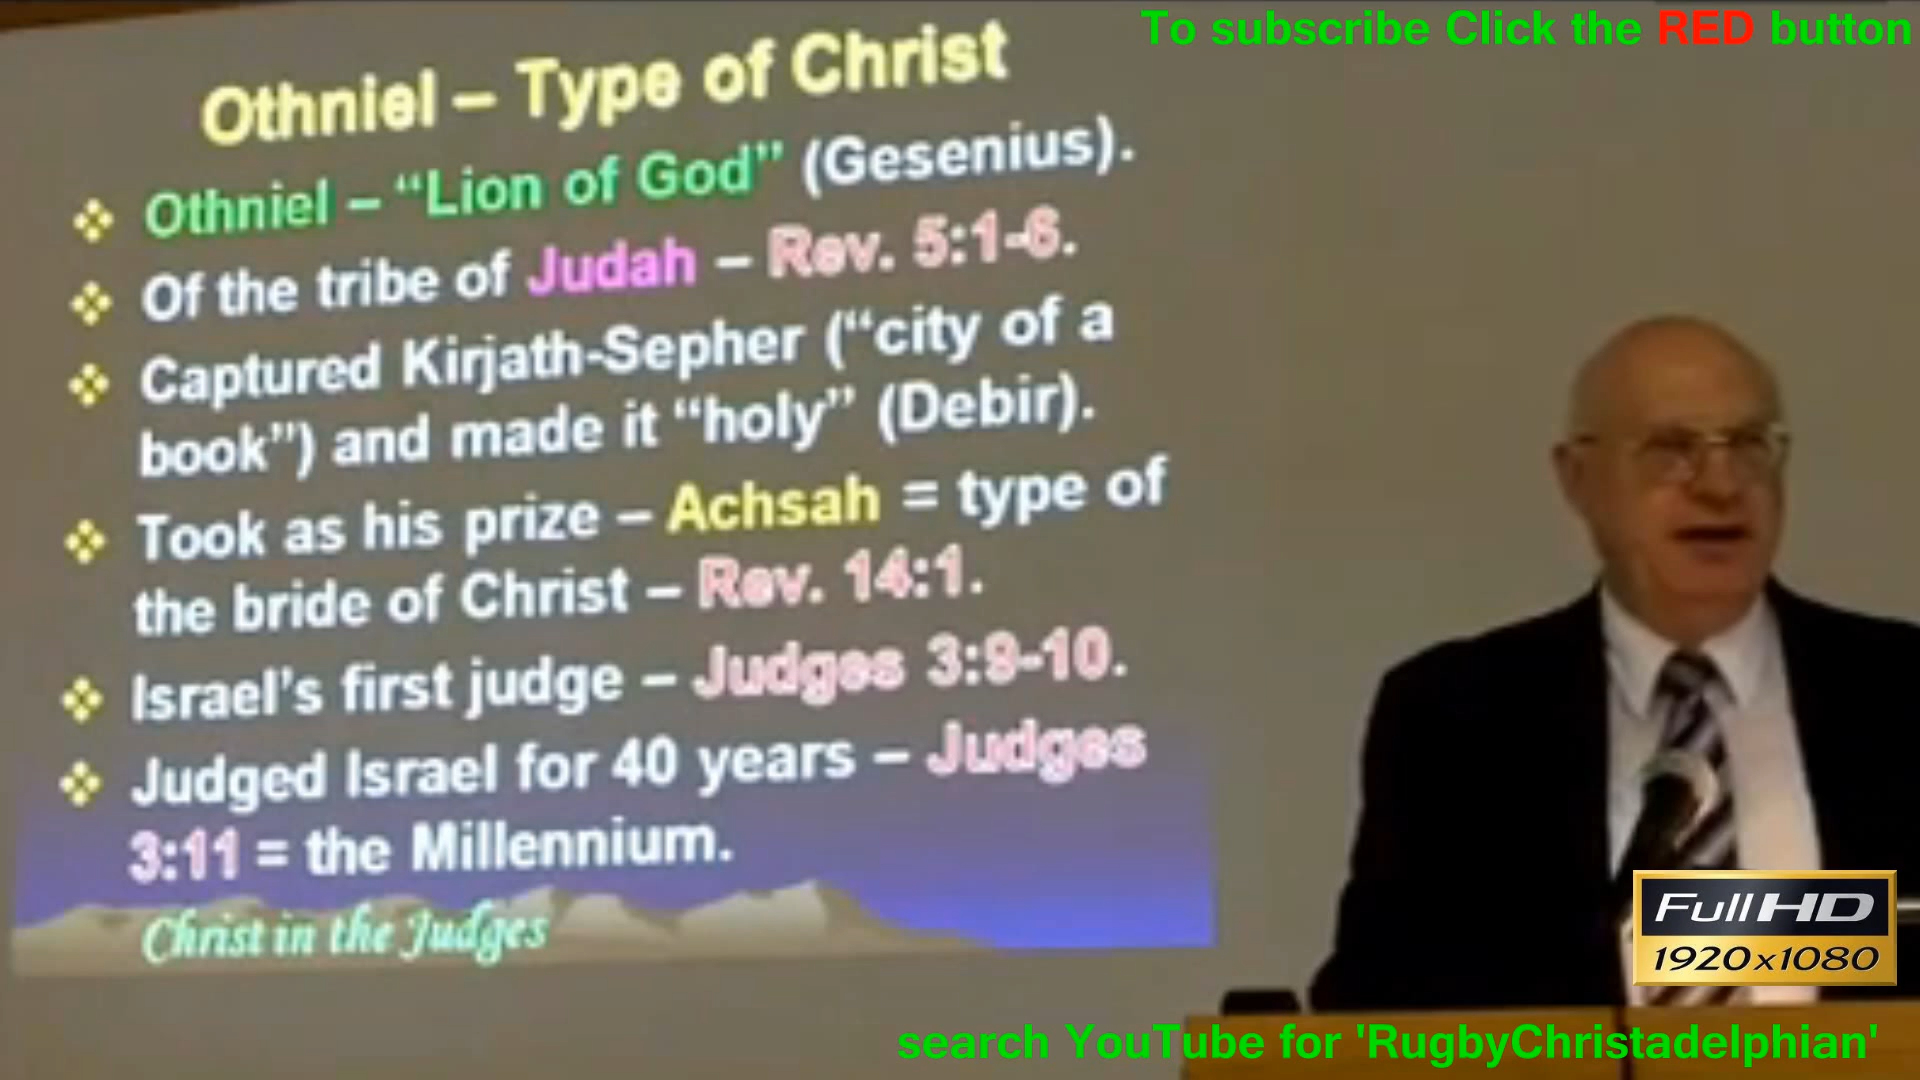 To subscribe Click the RED button
Othniel – Type of Christ
Othniel – “Lion of God” (Gesenius).
Of the tribe of Judah – Rev. 5:1-6.
Captured Kirjath-Sepher (“city of a
book”) and made it “holy” (Debir).
Took as his prize – Achsah = type of
the bride of Christ – Rev. 14:1.
Israel’s first judge – Judges 3:9-10.
Judged Israel for 40 years – Judges
3:11 = the Millennium.
Christ in the Judges
Full HD
1920x1080
search YouTube for 'RugbyChristadelphian'